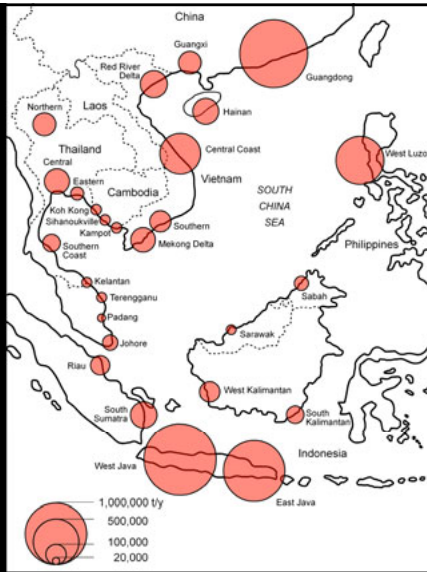 China
Guangxi
Red River
Delta
Guangdong
Laos
Hainan
Northern
Thailand
Central Coast
West Luzo
Central
Eastern
Cambodia
Vietnam
SOUTH
CHINA
SEA
Koh Kong
Sihanoukville
Kampot
Southern
Mekong Delta
Southern
Coast
Philippines
Kelantan
Terengganu
Padang
Sabah
Johore
Sarawak
Riau
West Kalimantan
South
Sumatra
South
Kalimantan
Indonesia
West Java
East Java
1,000,000 t/y
500,000
100,000
20,000